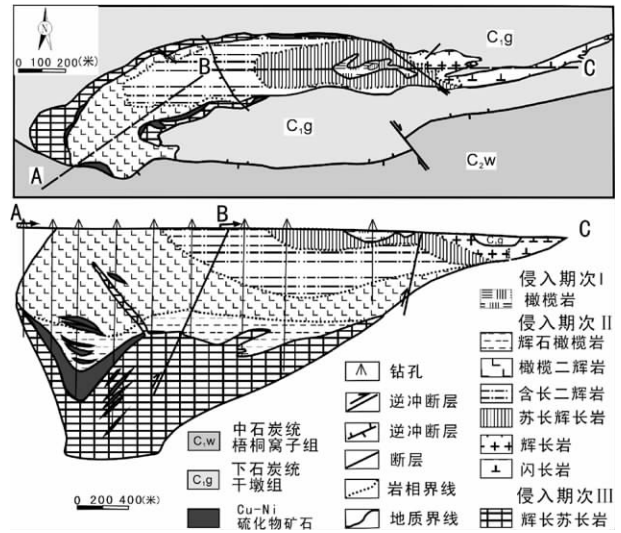 N
0 100 200(米)
C₁g
B
C
C₁g
A
C₂w
A
B
C
C₁g
侵入期次Ⅰ
橄榄岩
侵入期次Ⅱ
辉石橄榄岩
橄榄二辉岩
含长二辉岩
苏长辉长岩
辉长岩
闪长岩
侵入期次Ⅲ
辉长苏长岩
钻孔
逆冲断层
逆冲断层
断层
岩相界线
地质界线
C₁w 中石炭统
梧桐窝子组
C₁g 下石炭统
干墩组
Cu-Ni
硫化物矿石
0 200 400(米)